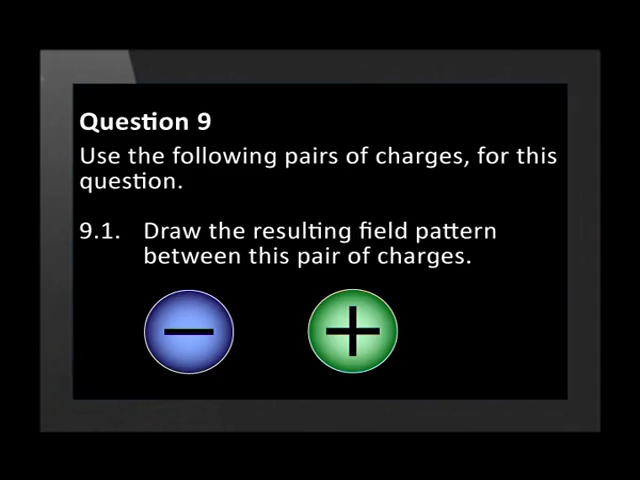 Question 9
Use the following pairs of charges, for this
question.
9.1. Draw the resulting field pattern
between this pair of charges.
− +